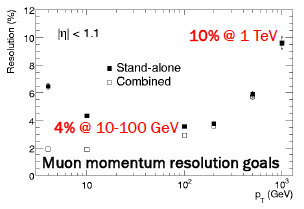 Resolution (%)
12
|η| < 1.1
10% @ 1 TeV
10
8
Stand-alone
Combined
6
4% @ 10-100 GeV
4
2
Muon momentum resolution goals
0
10
10²
10³
pT (GeV)